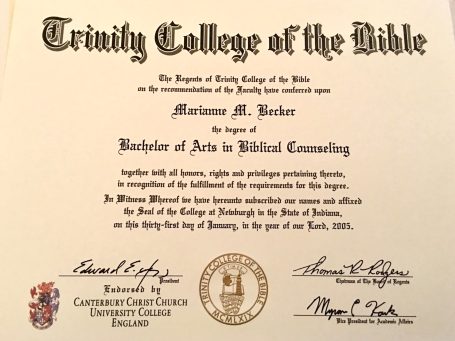 Trinity College of the Bible
The Regents of Trinity College of the Bible
on the recommendation of the Faculty have conferred upon
Marianne M. Becker
the degree of
Bachelor of Arts in Biblical Counseling
together with all honors, rights and privileges pertaining thereto,
in recognition of the fulfillment of the requirements for this degree.
In Witness Whereof we have hereunto subscribed our names and affixed
the Seal of the College at Newburgh in the State of Indiana,
on this thirty-first day of January, in the year of our Lord, 2005.
Edward E.
President
Endorsed by
CANTERBURY CHRIST CHURCH
UNIVERSITY COLLEGE
ENGLAND
TRINITY COLLEGE OF THE BIBLE
MCMLXIX
Thomas R. Rodgers
Chairman of The Board of Regents
Vice President for Academic Affairs